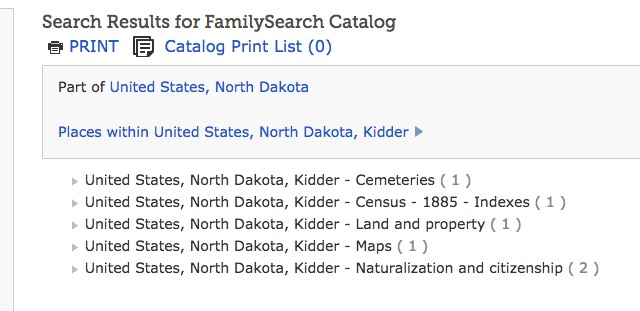 Search Results for FamilySearch Catalog
PRINT Catalog Print List (0)
Part of United States, North Dakota
Places within United States, North Dakota, Kidder
United States, North Dakota, Kidder - Cemeteries ( 1 )
United States, North Dakota, Kidder - Census - 1885 - Indexes ( 1 )
United States, North Dakota, Kidder - Land and property ( 1 )
United States, North Dakota, Kidder - Maps ( 1 )
United States, North Dakota, Kidder - Naturalization and citizenship ( 2 )